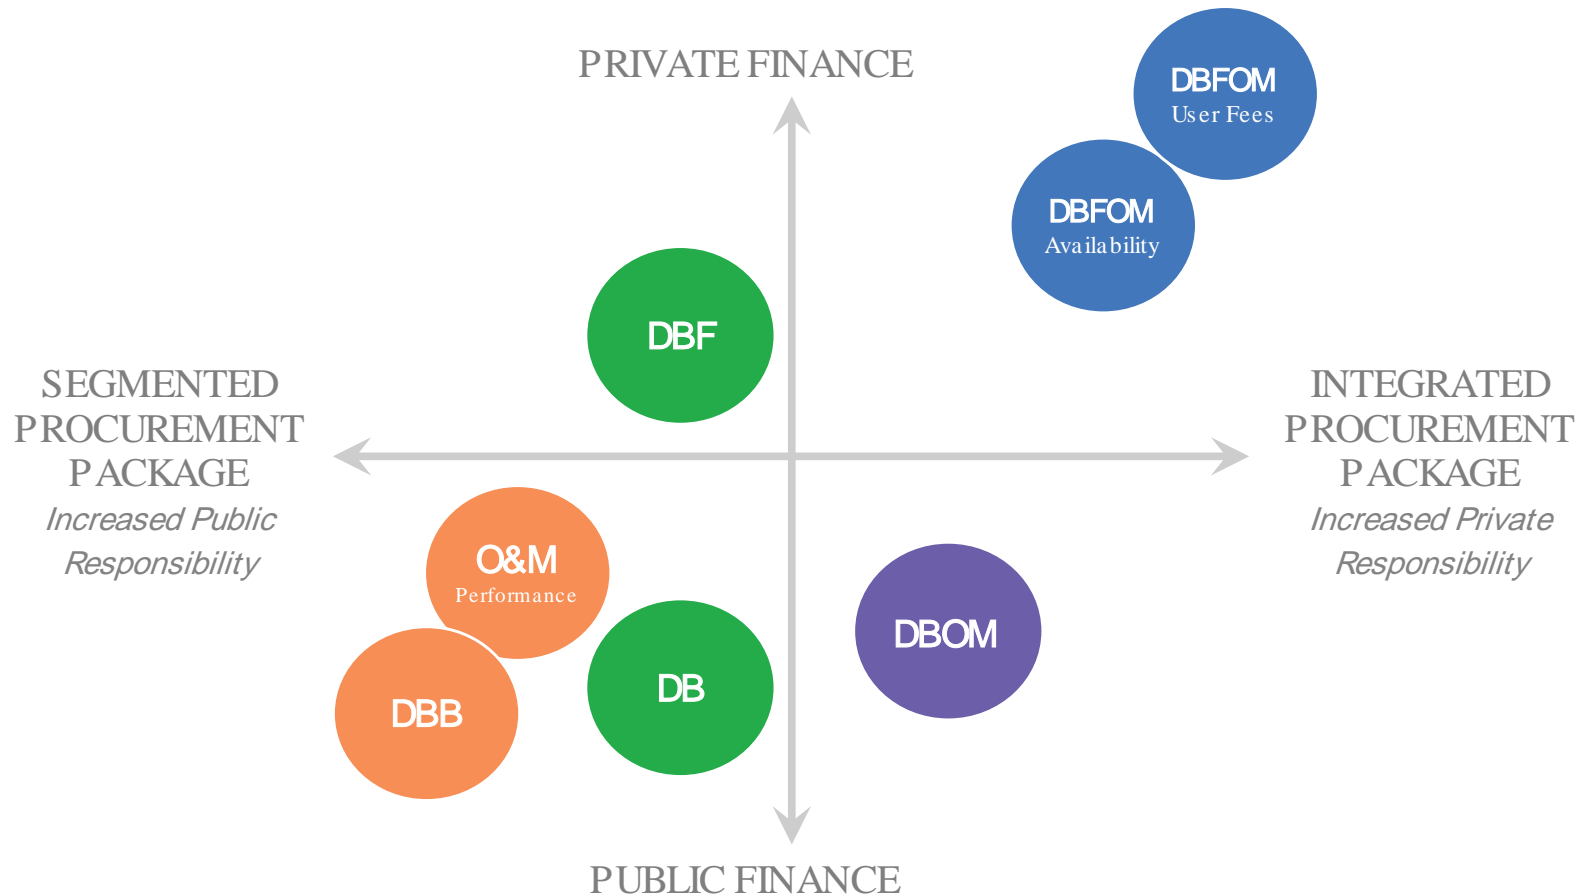 PRIVATE FINANCE
DBFOM
User Fees
DBFOM
Availability
DBF
SEGMENTED
PROCUREMENT
PACKAGE
Increased Public
Responsibility
INTEGRATED
PROCUREMENT
PACKAGE
Increased Private
Responsibility
O&M
Performance
DBOM
DBB
DB
PUBLIC FINANCE